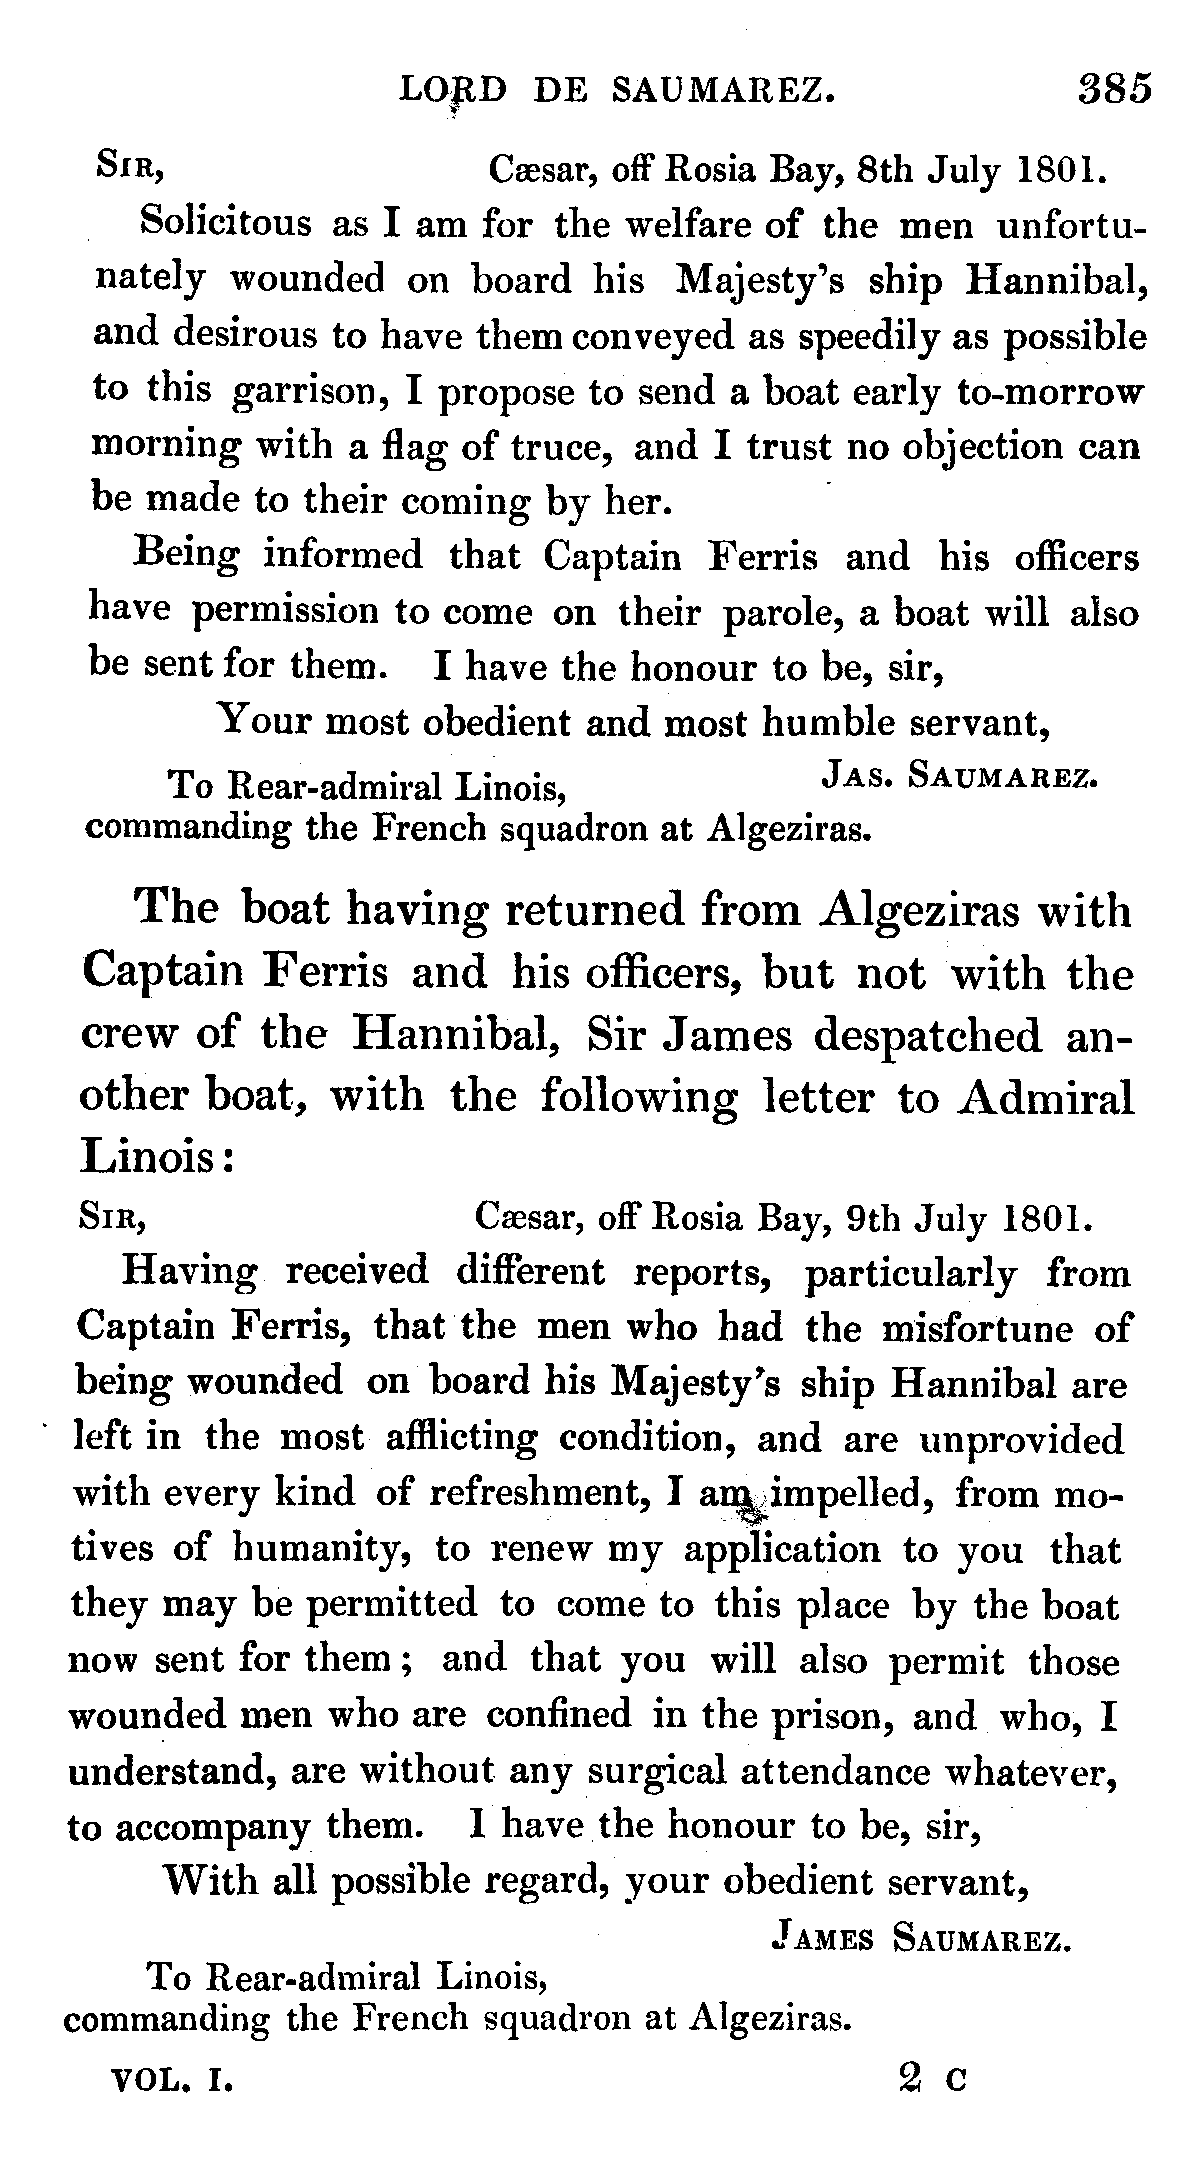 LORD DE SAUMAREZ. 385
SIR, Cæsar, off Rosia Bay, 8th July 1801.
Solicitous as I am for the welfare of the men unfortu-
nately wounded on board his Majesty's ship Hannibal,
and desirous to have them conveyed as speedily as possible
to this garrison, I propose to send a boat early to-morrow
morning with a flag of truce, and I trust no objection can
be made to their coming by her.
Being informed that Captain Ferris and his officers
have permission to come on their parole, a boat will also
be sent for them. I have the honour to be, sir,
Your most obedient and most humble servant,
JAS. SAUMAREZ.
To Rear-admiral Linois,
commanding the French squadron at Algeziras.
The boat having returned from Algeziras with
Captain Ferris and his officers, but not with the
crew of the Hannibal, Sir James despatched an-
other boat, with the following letter to Admiral
Linois:
SIR, Cæsar, off Rosia Bay, 9th July 1801.
Having received different reports, particularly from
Captain Ferris, that the men who had the misfortune of
being wounded on board his Majesty's ship Hannibal are
left in the most afflicting condition, and are unprovided
with every kind of refreshment, I am impelled, from mo-
tives of humanity, to renew my application to you that
they may be permitted to come to this place by the boat
now sent for them; and that you will also permit those
wounded men who are confined in the prison, and who, I
understand, are without any surgical attendance whatever,
to accompany them. I have the honour to be, sir,
With all possible regard, your obedient servant,
JAMES SAUMAREZ.
To Rear-admiral Linois,
commanding the French squadron at Algeziras.
VOL. I. 2 C